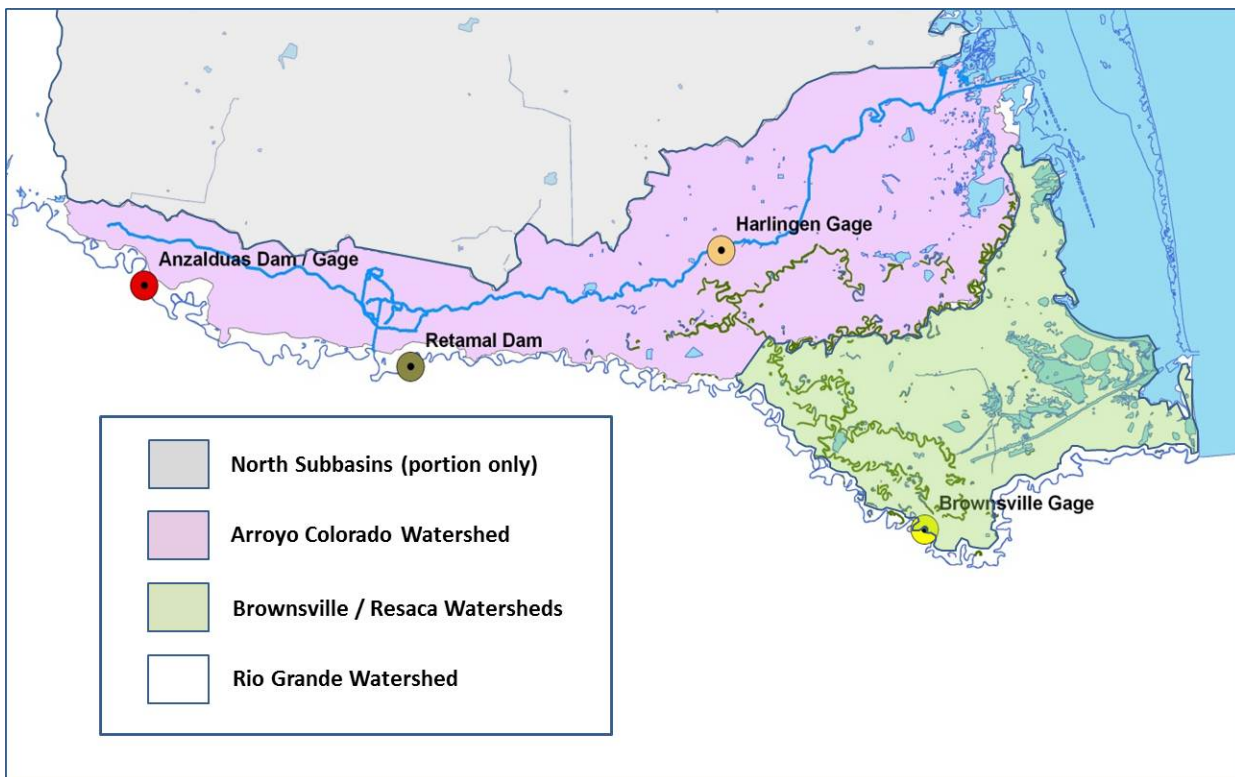 Harlingen Gage
Anzalduas Dam / Gage
Retamal Dam
Brownsville Gage
North Subbasins (portion only)
Arroyo Colorado Watershed
Brownsville / Resaca Watersheds
Rio Grande Watershed